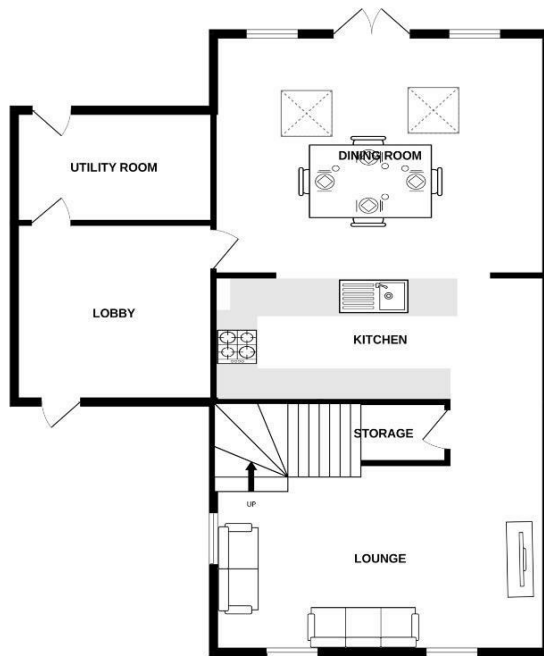 DINING ROOM
UTILITY ROOM
LOBBY
KITCHEN
STORAGE
UP
LOUNGE